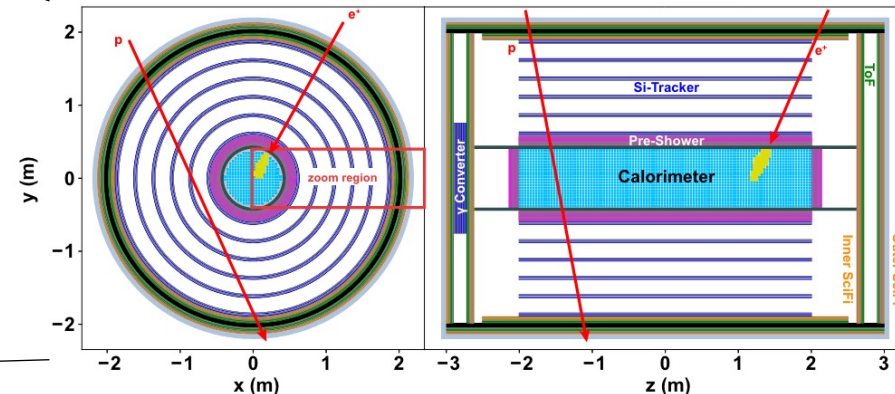 p
e⁺
zoom region
y (m)
2
1
0
−1
−2
−2 −1 0 1 2
x (m)
p
e⁺
ToF
Si-Tracker
Pre-Shower
γ Converter
Calorimeter
Inner SciFi
−3 −2 −1 0 1 2 3
z (m)